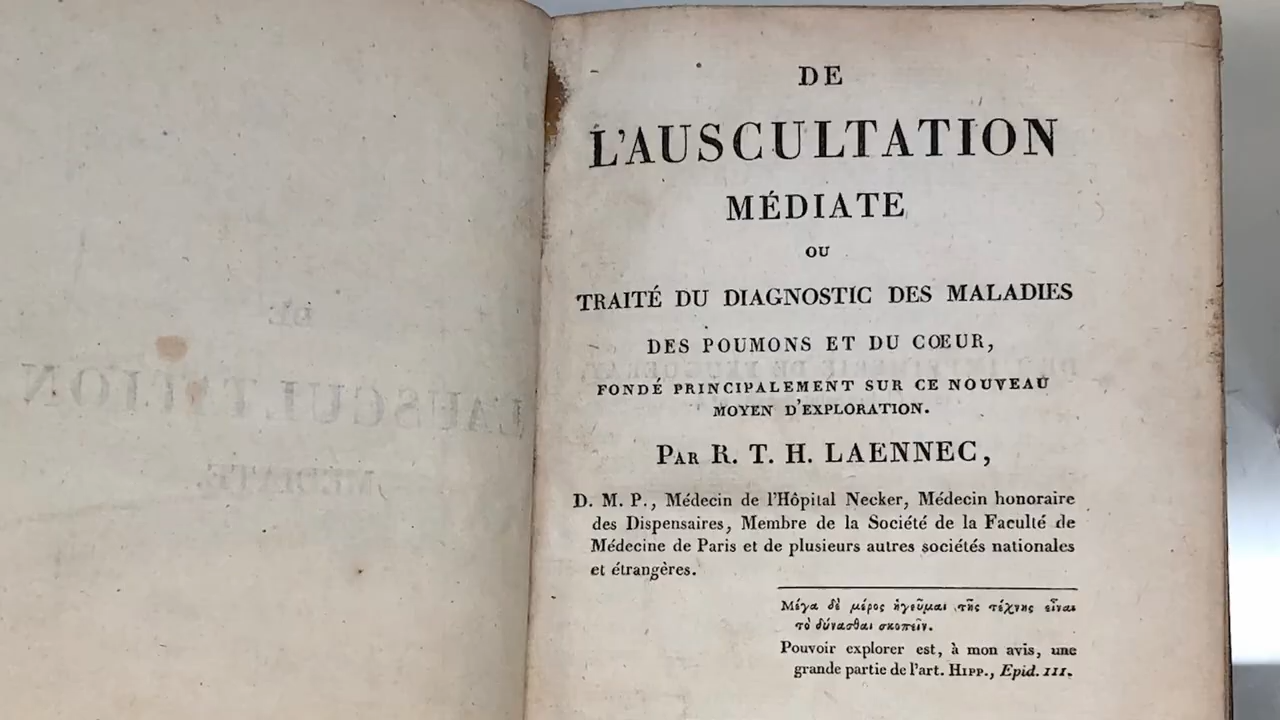 DE
L'AUSCULTATION
MÉDIATE
OU
TRAITÉ DU DIAGNOSTIC DES MALADIES
DES POUMONS ET DU CŒUR,
FONDÉ PRINCIPALEMENT SUR CE NOUVEAU
MOYEN D'EXPLORATION.
PAR R. T. H. LAENNEC,
D. M. P., Médecin de l'Hôpital Necker, Médecin honoraire
des Dispensaires, Membre de la Société de la Faculté de
Médecine de Paris et de plusieurs autres sociétés nationales
et étrangères.
Μέγα δὲ μέρος ἡγεῦμαι τῆς τέχνης εἶναι
τὸ δύνασθαι σκοπεῖν.
Pouvoir explorer est, à mon avis, une
grande partie de l'art. HIPP., Epid. III.